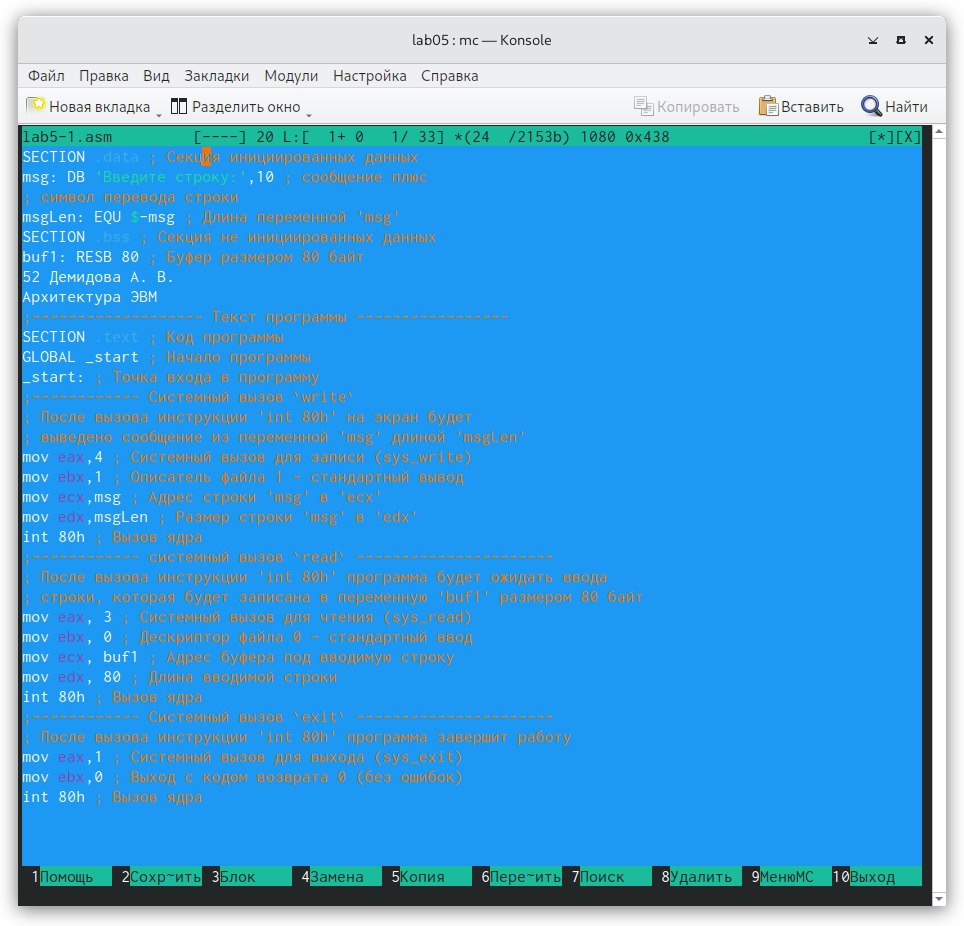 lab05 : mc — Konsole
Файл Правка Вид Закладки Модули Настройка Справка
Новая вкладка Разделить окно Копировать Вставить Найти
lab5-1.asm [----] 20 L:[ 1+ 0 1/ 33] *(24 /2153b) 1080 0x438 [*][X]
SECTION .data ; Секция инициированных данных
msg: DB 'Введите строку:',10 ; сообщение плюс
; символ перевода строки
msgLen: EQU $-msg ; Длина переменной 'msg'
SECTION .bss ; Секция не инициированных данных
buf1: RESB 80 ; Буфер размером 80 байт
52 Демидова А. В.
Архитектура ЭВМ
;------------------- Текст программы -----------------
SECTION .text ; Код программы
GLOBAL _start ; Начало программы
_start: ; Точка входа в программу
;------------ Системный вызов `write`
; После вызова инструкции 'int 80h' на экран будет
; выведено сообщение из переменной 'msg' длиной 'msgLen'
mov eax,4 ; Системный вызов для записи (sys_write)
mov ebx,1 ; Описатель файла 1 - стандартный вывод
mov ecx,msg ; Адрес строки 'msg' в 'ecx'
mov edx,msgLen ; Размер строки 'msg' в 'edx'
int 80h ; Вызов ядра
;------------ системный вызов `read` ----------------------
; После вызова инструкции 'int 80h' программа будет ожидать ввода
; строки, которая будет записана в переменную 'buf1' размером 80 байт
mov eax, 3 ; Системный вызов для чтения (sys_read)
mov ebx, 0 ; Дескриптор файла 0 - стандартный ввод
mov ecx, buf1 ; Адрес буфера под вводимую строку
mov edx, 80 ; Длина вводимой строки
int 80h ; Вызов ядра
;------------ Системный вызов `exit` ----------------------
; После вызова инструкции 'int 80h' программа завершит работу
mov eax,1 ; Системный вызов для выхода (sys_exit)
mov ebx,0 ; Выход с кодом возврата 0 (без ошибок)
int 80h ; Вызов ядра
1Помощь 2Сохр~ить 3Блок 4Замена 5Копия 6Пере~ить 7Поиск 8Удалить 9МенюMC 10Выход